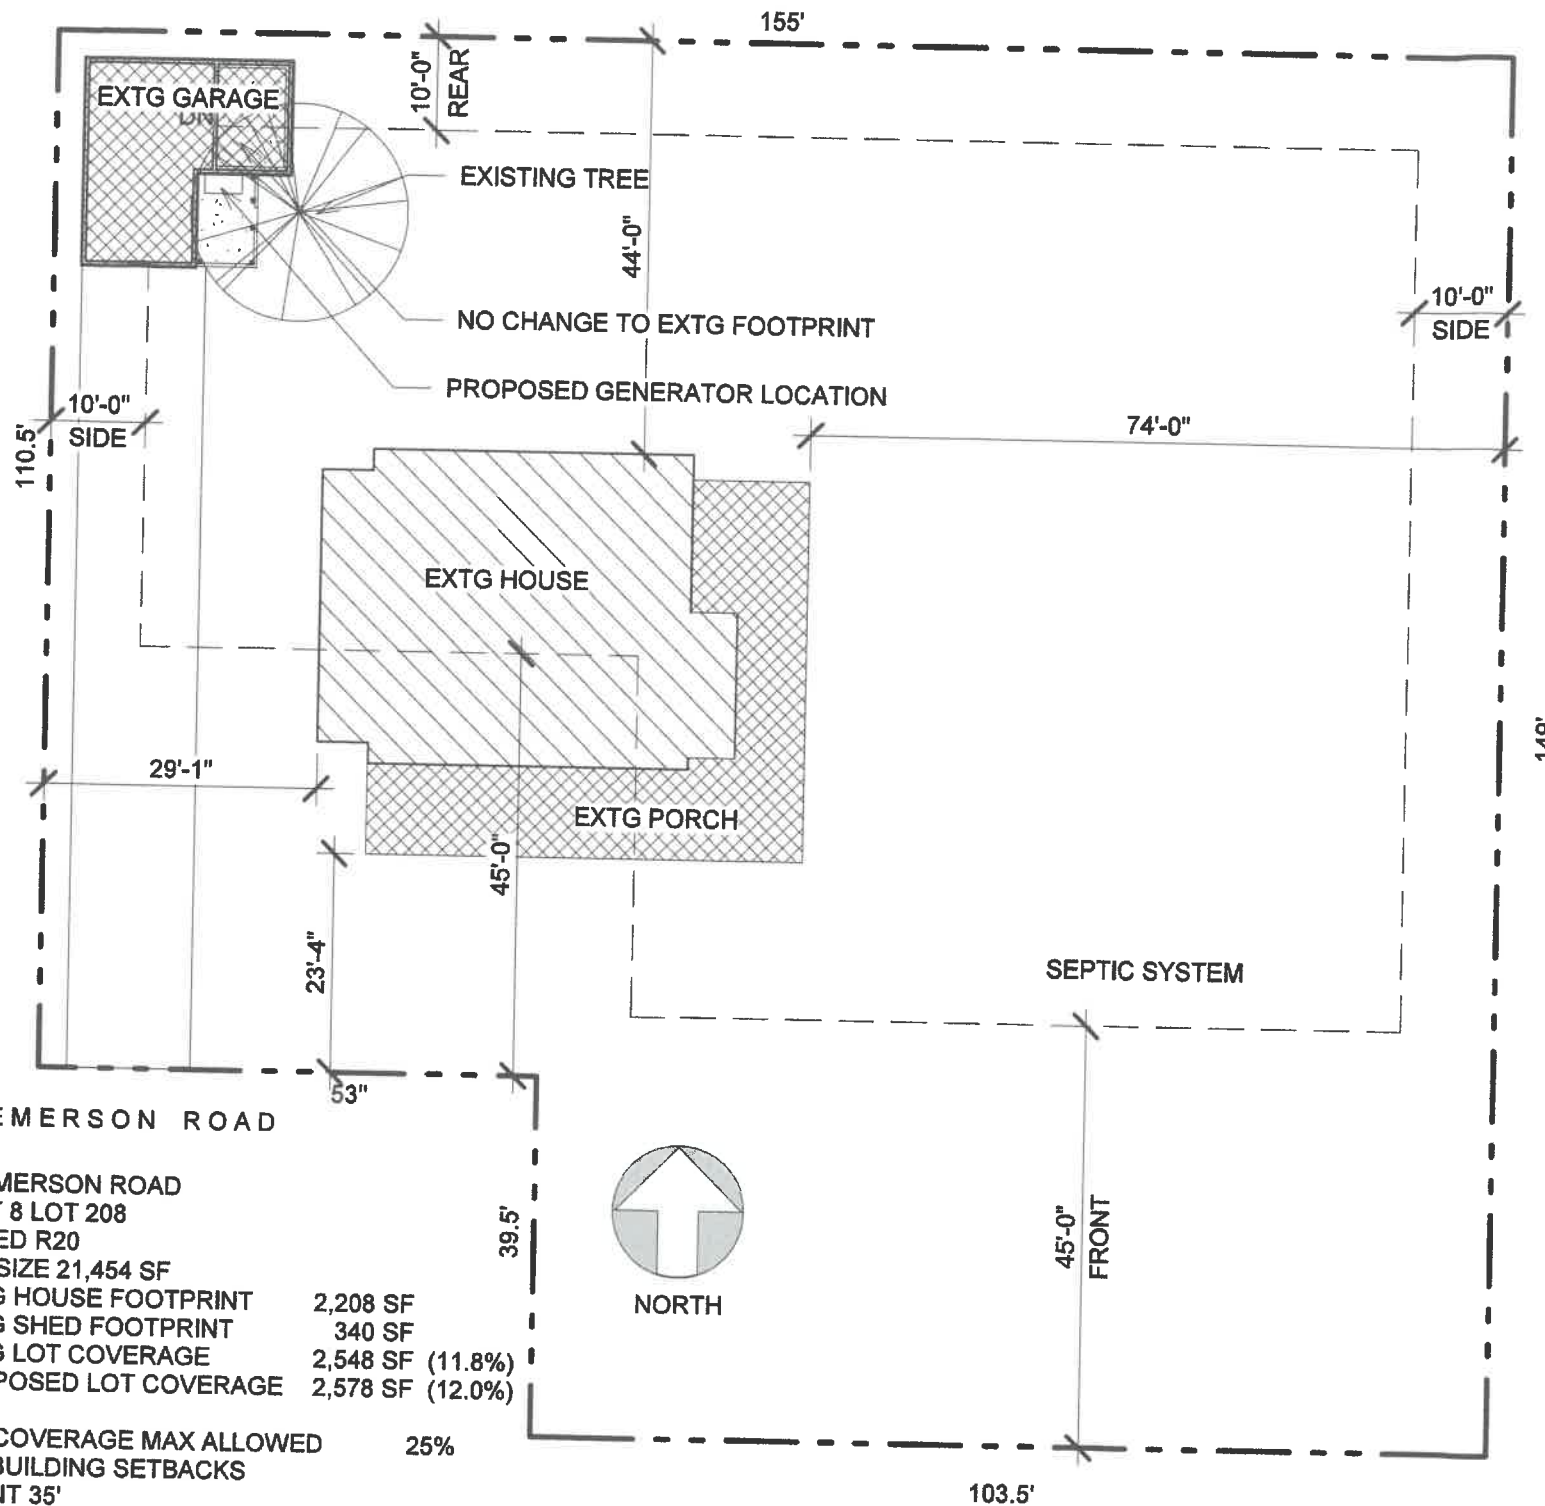 155'
EXTG GARAGE
DN
10'-0"
REAR
EXISTING TREE
44'-0"
NO CHANGE TO EXTG FOOTPRINT
10'-0"
SIDE
PROPOSED GENERATOR LOCATION
10'-0"
SIDE
110.5'
74'-0"
EXTG HOUSE
29'-1"
EXTG PORCH
45'-0"
23'-4"
SEPTIC SYSTEM
53"
EMERSON ROAD
MERSON ROAD
8 LOT 208
ED R20
SIZE 21,454 SF
G HOUSE FOOTPRINT 2,208 SF
G SHED FOOTPRINT 340 SF
G LOT COVERAGE 2,548 SF (11.8%)
POSED LOT COVERAGE 2,578 SF (12.0%)
COVERAGE MAX ALLOWED 25%
BUILDING SETBACKS
NT 35'
39.5'
NORTH
45'-0"
FRONT
103.5'